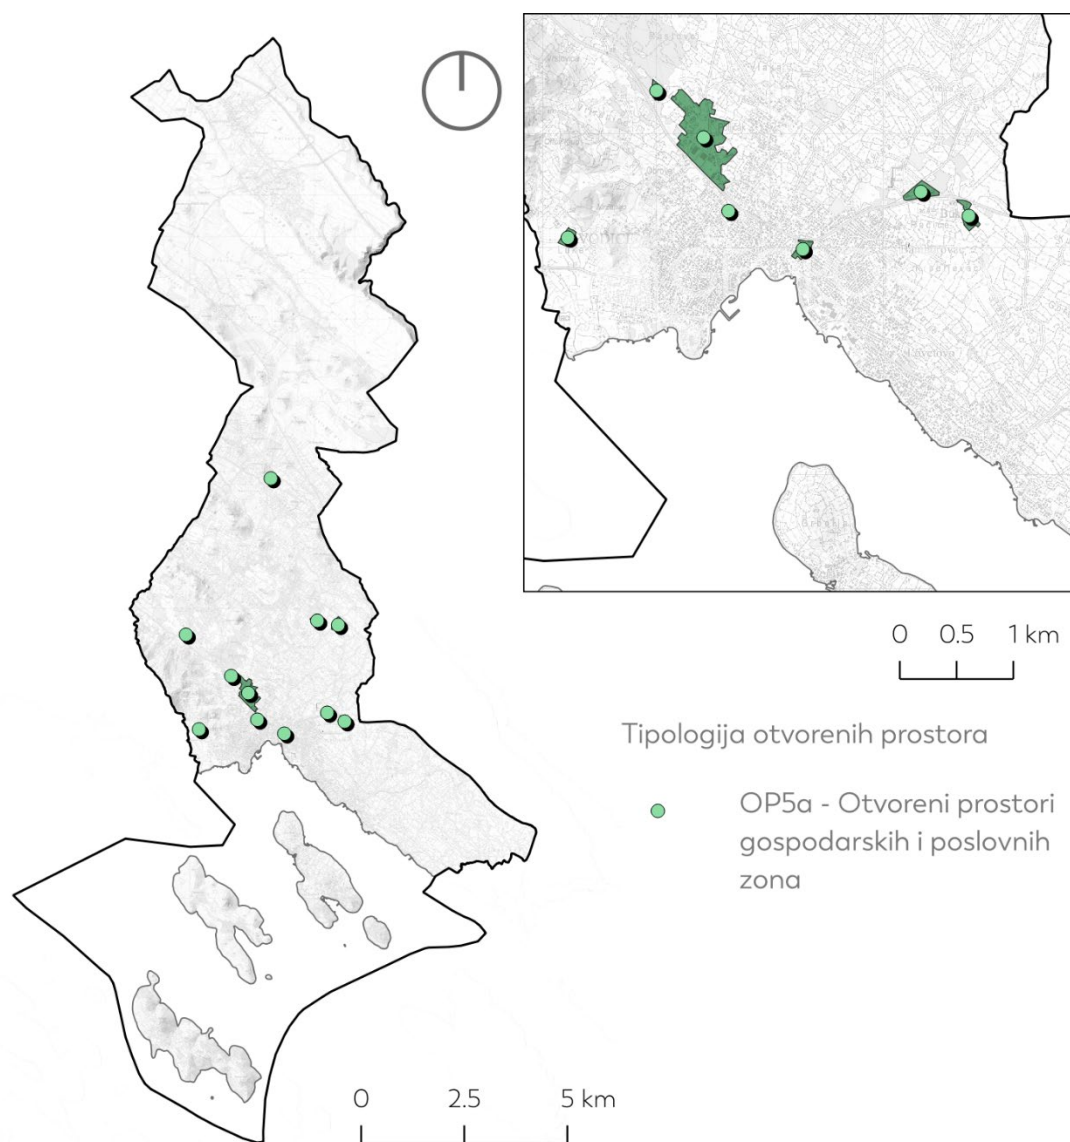 0 0.5 1 km
Tipologija otvorenih prostora
OP5a - Otvoreni prostori
gospodarskih i poslovnih
zona
0 2.5 5 km